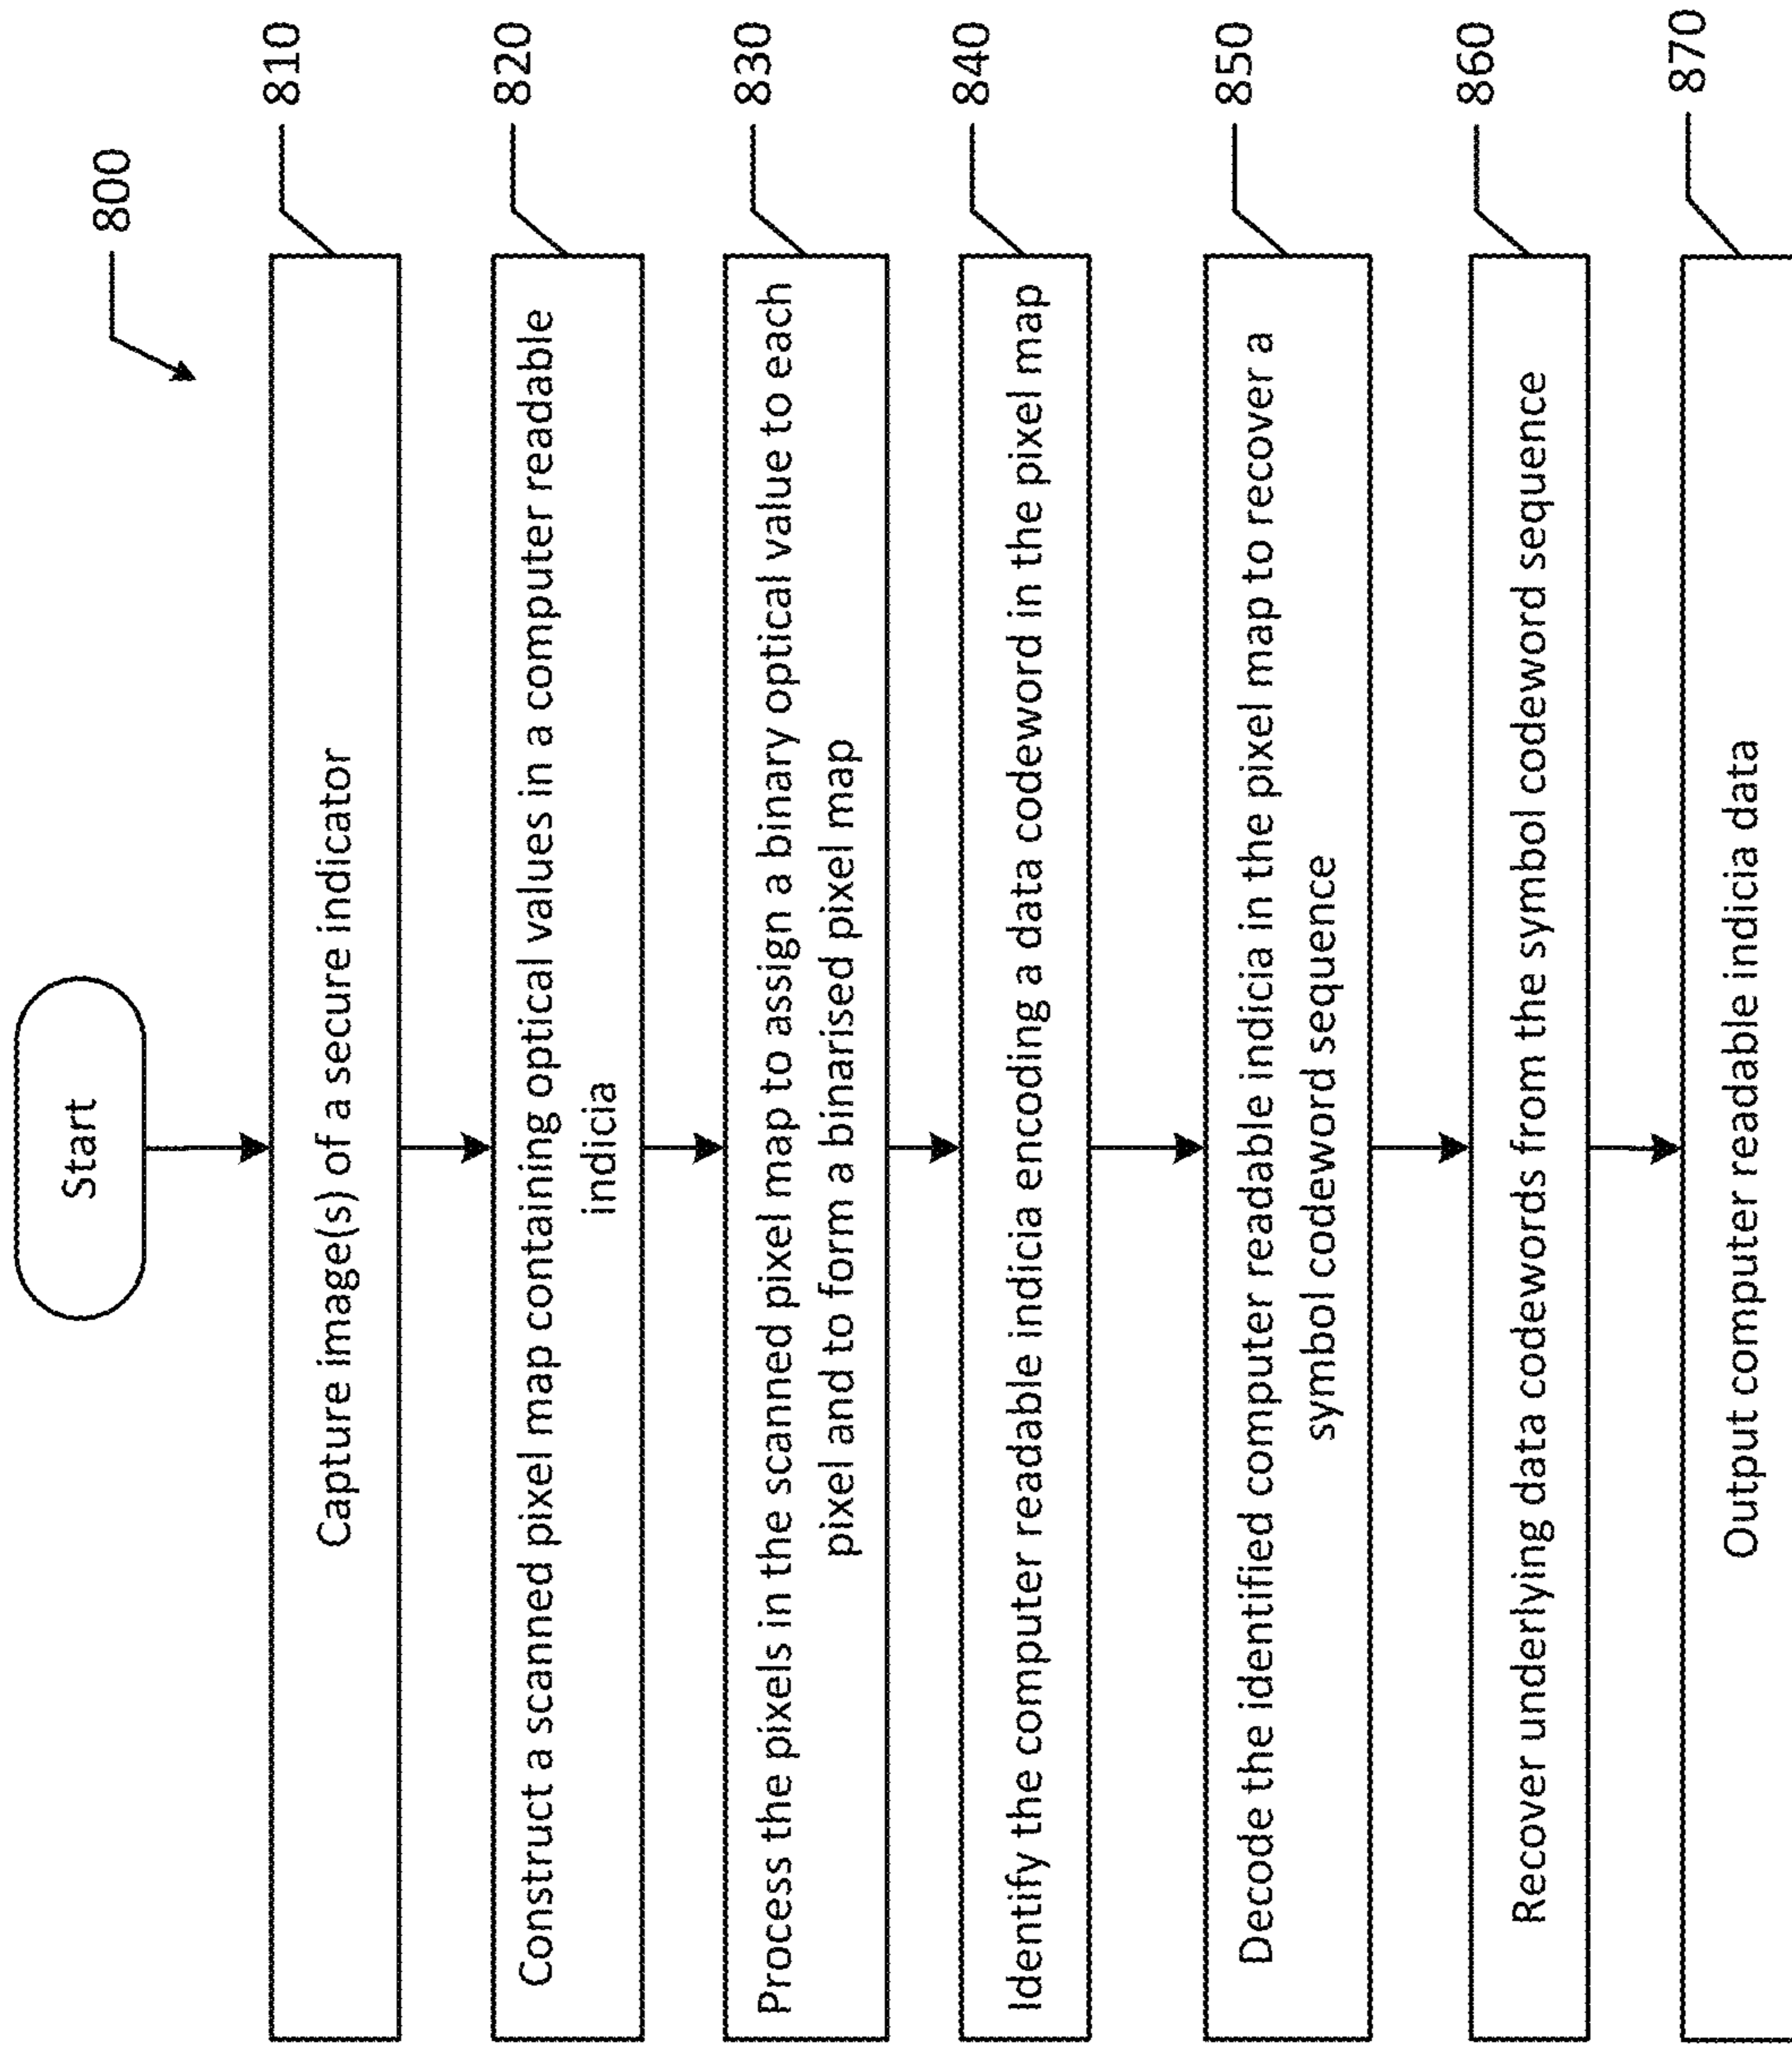 800
Start
810
Capture image(s) of a secure indicator
820
Construct a scanned pixel map containing optical values in a computer readable
indicia
830
Process the pixels in the scanned pixel map to assign a binary optical value to each
pixel and to form a binarised pixel map
840
Identify the computer readable indicia encoding a data codeword in the pixel map
850
Decode the identified computer readable indicia in the pixel map to recover a
symbol codeword sequence
860
Recover underlying data codewords from the symbol codeword sequence
870
Output computer readable indicia data